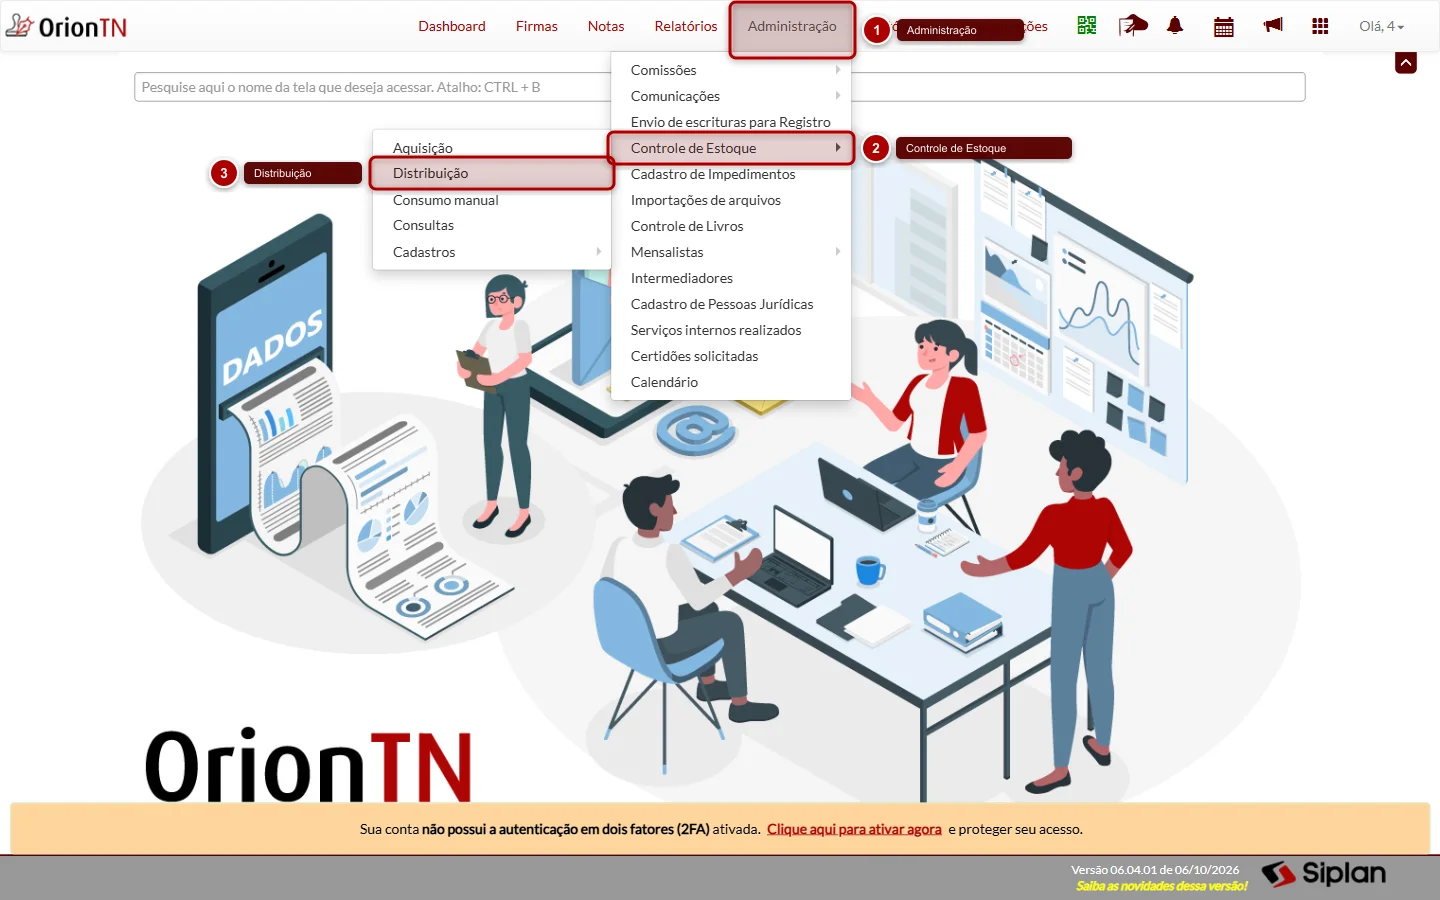 OrionTN
Dashboard
Firmas
Notas
Relatórios
Administração
1
Administração
ões
Olá, 4
Pesquise aqui o nome da tela que deseja acessar. Atalho: CTRL + B
Comissões
Comunicações
Envio de escrituras para Registro
Controle de Estoque
2
Controle de Estoque
Cadastro de Impedimentos
Importações de arquivos
Controle de Livros
Mensalistas
Intermediadores
Cadastro de Pessoas Jurídicas
Serviços internos realizados
Certidões solicitadas
Calendário
Aquisição
3
Distribuição
Distribuição
Consumo manual
Consultas
Cadastros
DADOS
@
OrionTN
Sua conta não possui a autenticação em dois fatores (2FA) ativada. Clique aqui para ativar agora e proteger seu acesso.
Versão 06.04.01 de 06/10/2026
Saiba as novidades dessa versão!
Siplan